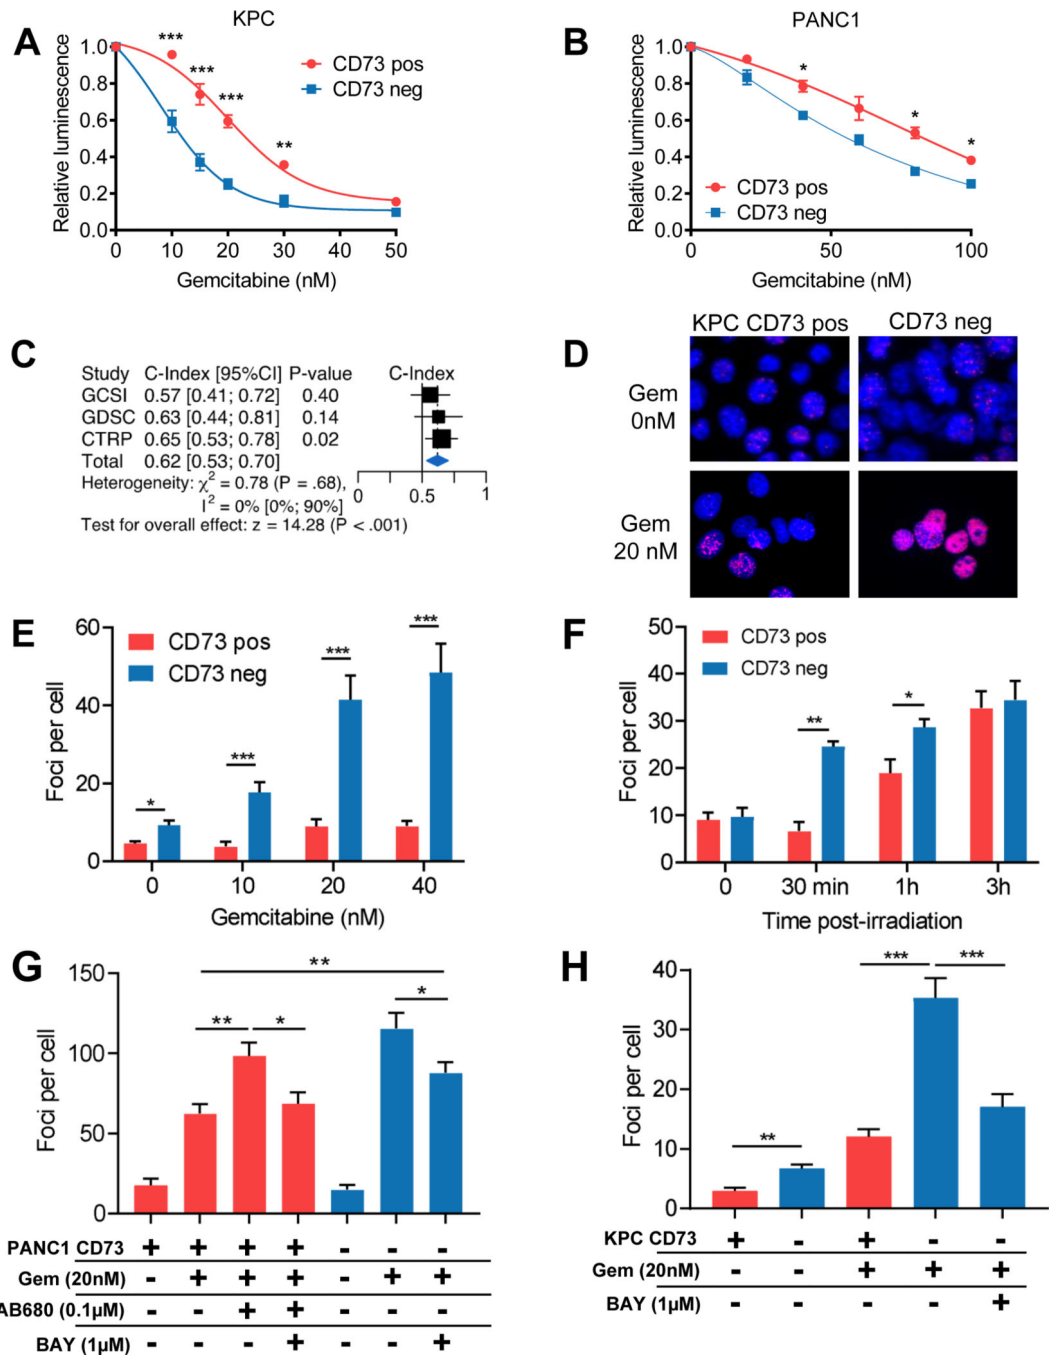 A
KPC
Relative luminescence
1.0
0.8
0.6
0.4
0.2
0.0
***
***
***
**
CD73 pos
CD73 neg
0 10 20 30 40 50
Gemcitabine (nM)
B
PANC1
Relative luminescence
1.0
0.8
0.6
0.4
0.2
0.0
*
*
*
CD73 pos
CD73 neg
0 50 100
Gemcitabine (nM)
C
Study C-Index [95%CI] P-value C-Index
GCSI 0.57 [0.41; 0.72] 0.40
GDSC 0.63 [0.44; 0.81] 0.14
CTRP 0.65 [0.53; 0.78] 0.02
Total 0.62 [0.53; 0.70]
Heterogeneity: χ2 = 0.78 (P = .68),
I2 = 0% [0%; 90%]
Test for overall effect: z = 14.28 (P < .001)
0 0.5 1
D
KPC CD73 pos CD73 neg
Gem
0nM
Gem
20 nM
E
Foci per cell
60
40
20
0
CD73 pos
CD73 neg
* *** *** ***
0 10 20 40
Gemcitabine (nM)
F
Foci per cell
50
40
30
20
10
0
CD73 pos
CD73 neg
** *
0 30 min 1h 3h
Time post-irradiation
G
Foci per cell
150
100
50
0
**
** * *
PANC1 CD73 + + + + - - -
Gem (20nM) - + + + - + +
AB680 (0.1µM) - - + + - - -
BAY (1µM) - - - + - - +
H
Foci per cell
40
30
20
10
0
** *** ***
KPC CD73 + - + - -
Gem (20nM) - - + + +
BAY (1µM) - - - - +